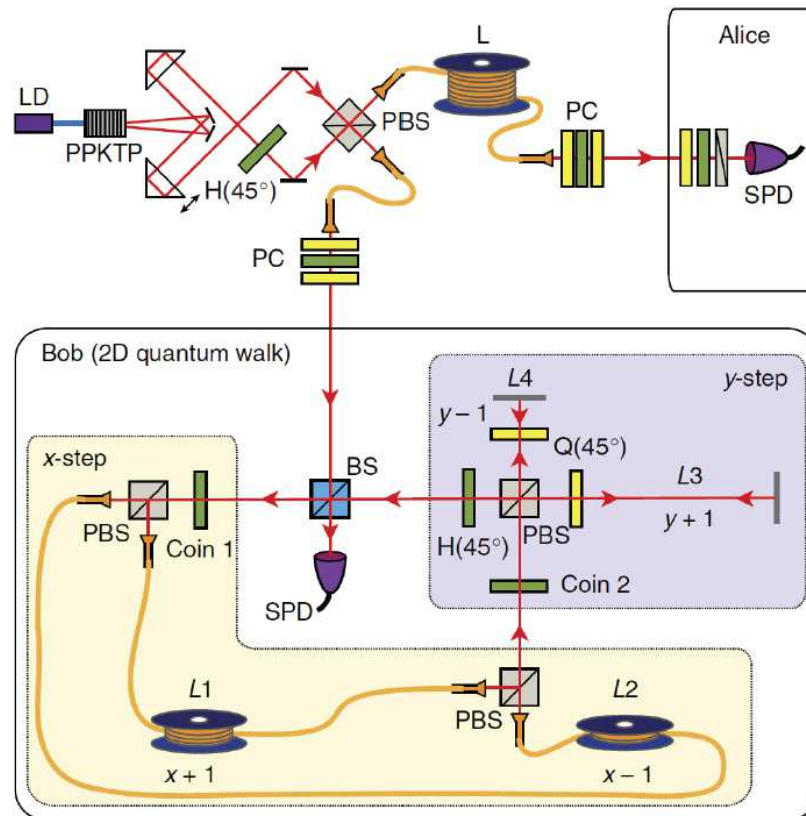 L
Alice
LD
PPKTP
H(45°)
PBS
PC
SPD
PC
Bob (2D quantum walk)
L4
y-step
y – 1
x-step
Q(45°)
BS
L3
y + 1
PBS
Coin 1
H(45°)
PBS
SPD
Coin 2
L1
PBS
L2
x + 1
x – 1